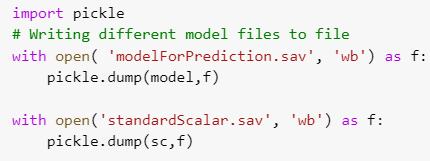 import pickle
# Writing different model files to file
with open( 'modelForPrediction.sav', 'wb') as f:
    pickle.dump(model,f)
with open('standardScalar.sav', 'wb') as f:
    pickle.dump(sc,f)